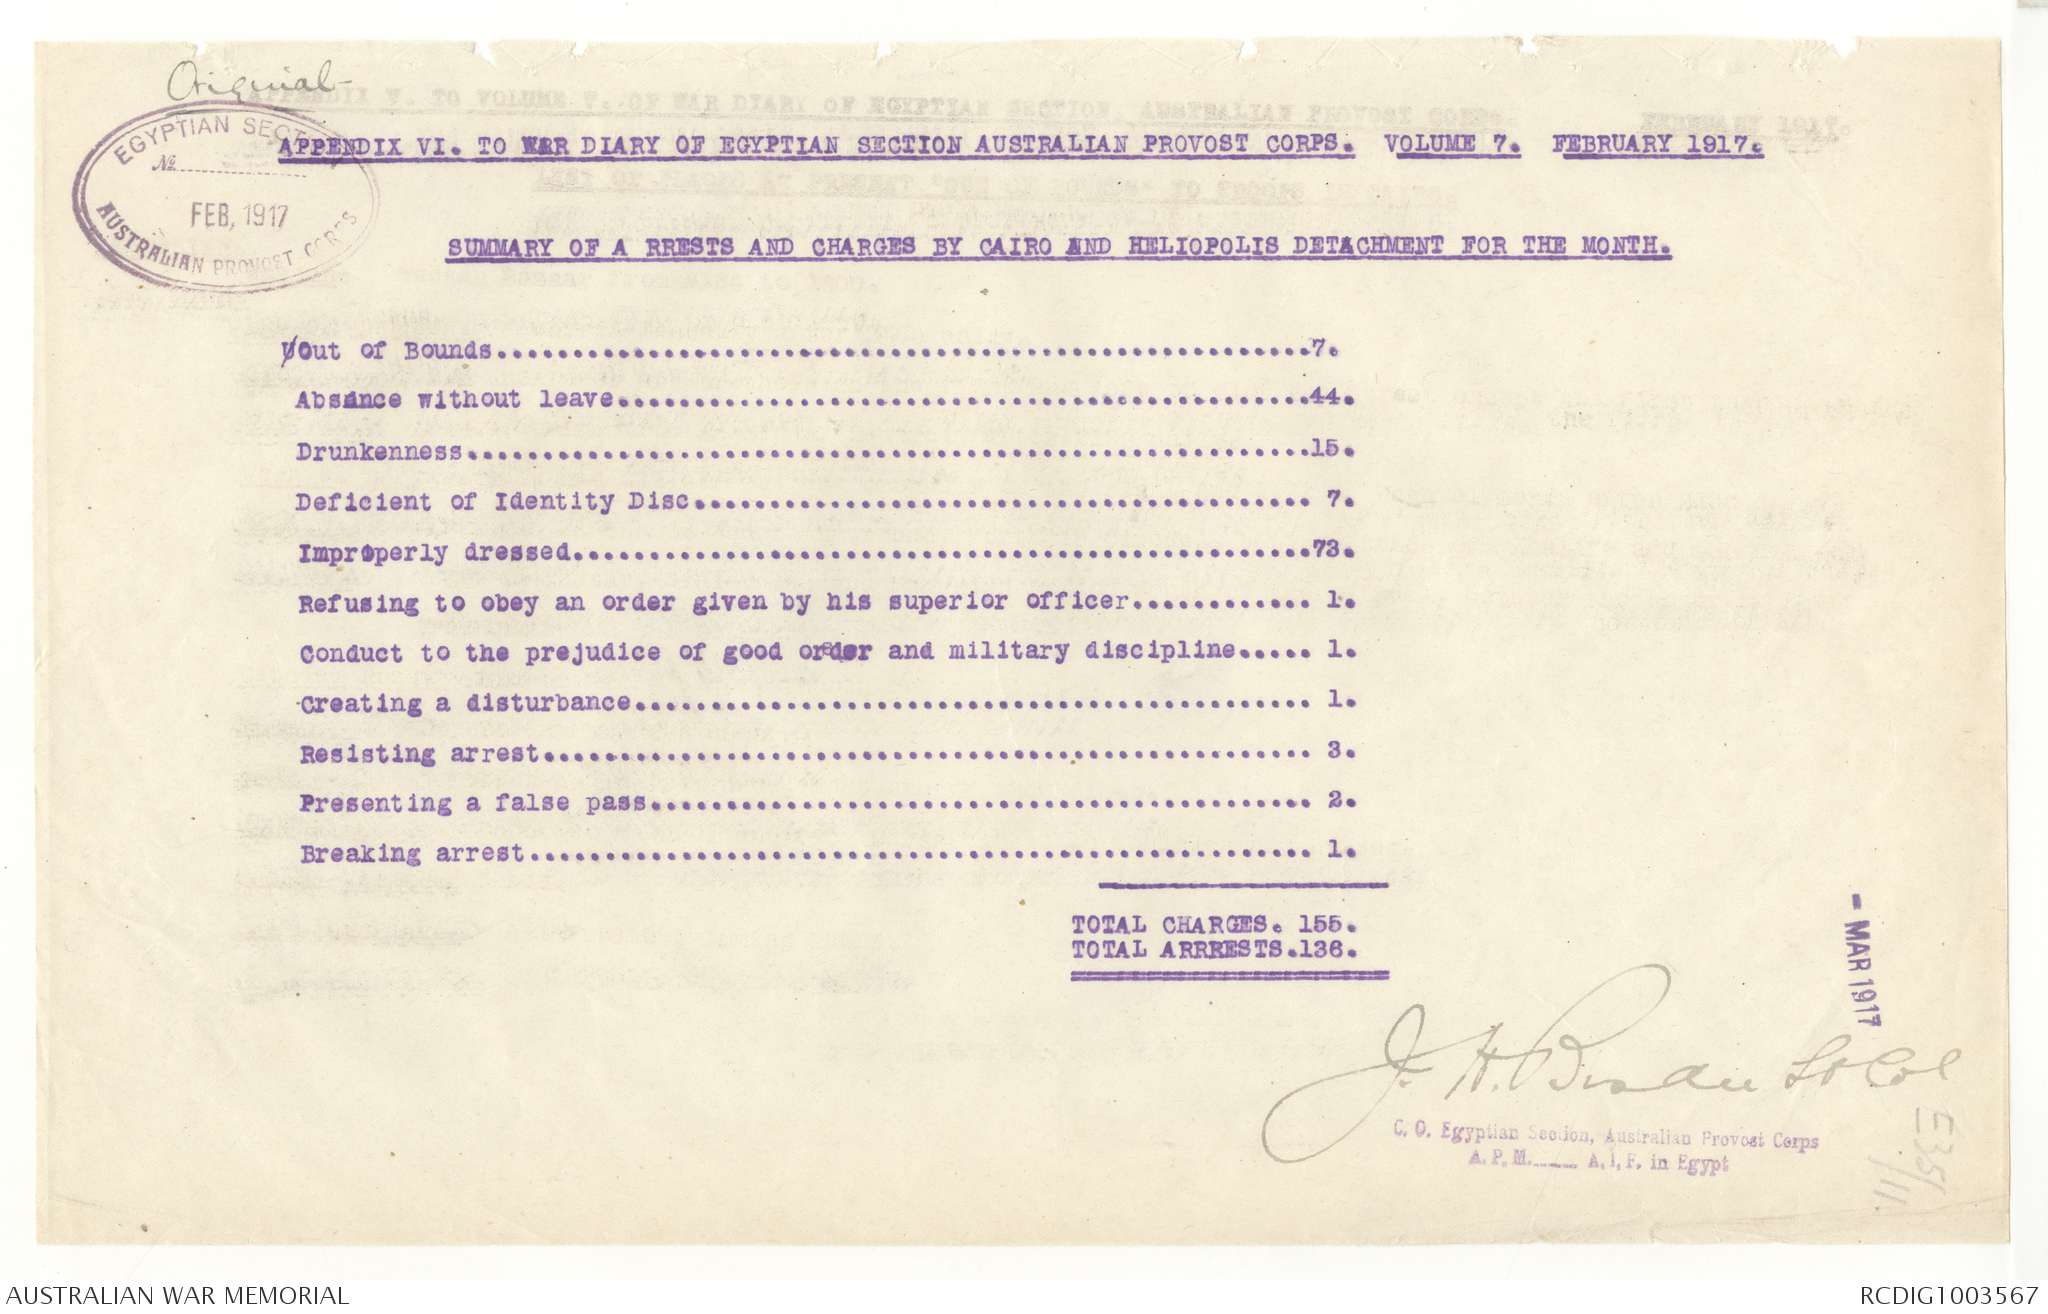 Original
EGYPTIAN SECTION
No.
FEB, 1917
AUSTRALIAN PROVOST CORPS
APPENDIX VI. TO WAR DIARY OF EGYPTIAN SECTION AUSTRALIAN PROVOST CORPS. VOLUME 7. FEBRUARY 1917.
SUMMARY OF A RRESTS AND CHARGES BY CAIRO AND HELIOPOLIS DETACHMENT FOR THE MONTH.
Out of Bounds......................................................7.
Absence without leave..............................................44.
Drunkenness........................................................15.
Deficient of Identity Disc......................................... 7.
Improperly dressed.................................................73.
Refusing to obey an order given by his superior officer............ 1.
Conduct to the prejudice of good order and military discipline..... 1.
Creating a disturbance............................................. 1.
Resisting arrest................................................... 3.
Presenting a false pass............................................ 2.
Breaking arrest.................................................... 1.
TOTAL CHARGES. 155.
TOTAL ARRRESTS.136.
- MAR 1917
J. H. Lt Col
C. O. Egyptian Section, Australian Provost Corps
A. P. M. A. I. F. in Egypt
E35/11.
AUSTRALIAN WAR MEMORIAL
RCDIG1003567